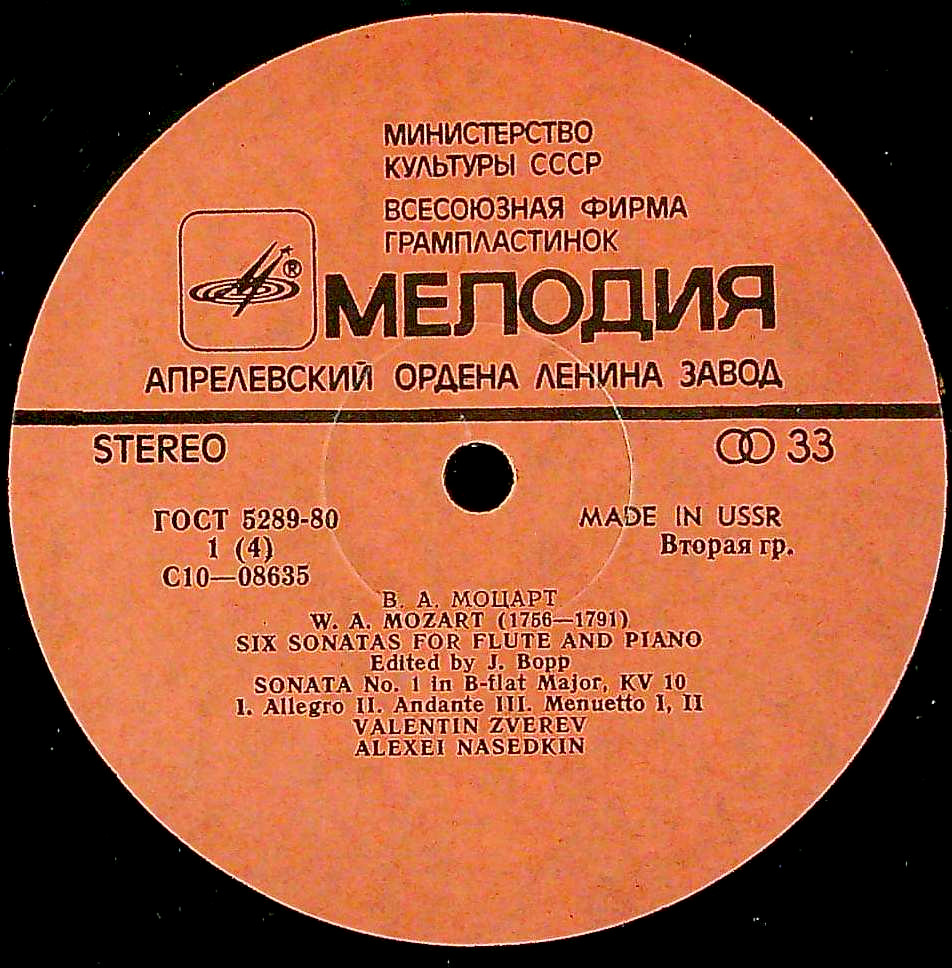 МИНИСТЕРСТВО
КУЛЬТУРЫ СССР
ВСЕСОЮЗНАЯ ФИРМА
ГРАМПЛАСТИНОК
®
МЕЛОДИЯ
АПРЕЛЕВСКИЙ ОРДЕНА ЛЕНИНА ЗАВОД
STEREO
33
ГОСТ 5289-80
1 (4)
С10—08635
MADE IN USSR
Вторая гр.
В. А. МОЦАРТ
W. A. MOZART (1756—1791)
SIX SONATAS FOR FLUTE AND PIANO
Edited by J. Bopp
SONATA No. 1 in B-flat Major, KV 10
I. Allegro II. Andante III. Menuetto I, II
VALENTIN ZVEREV
ALEXEI NASEDKIN